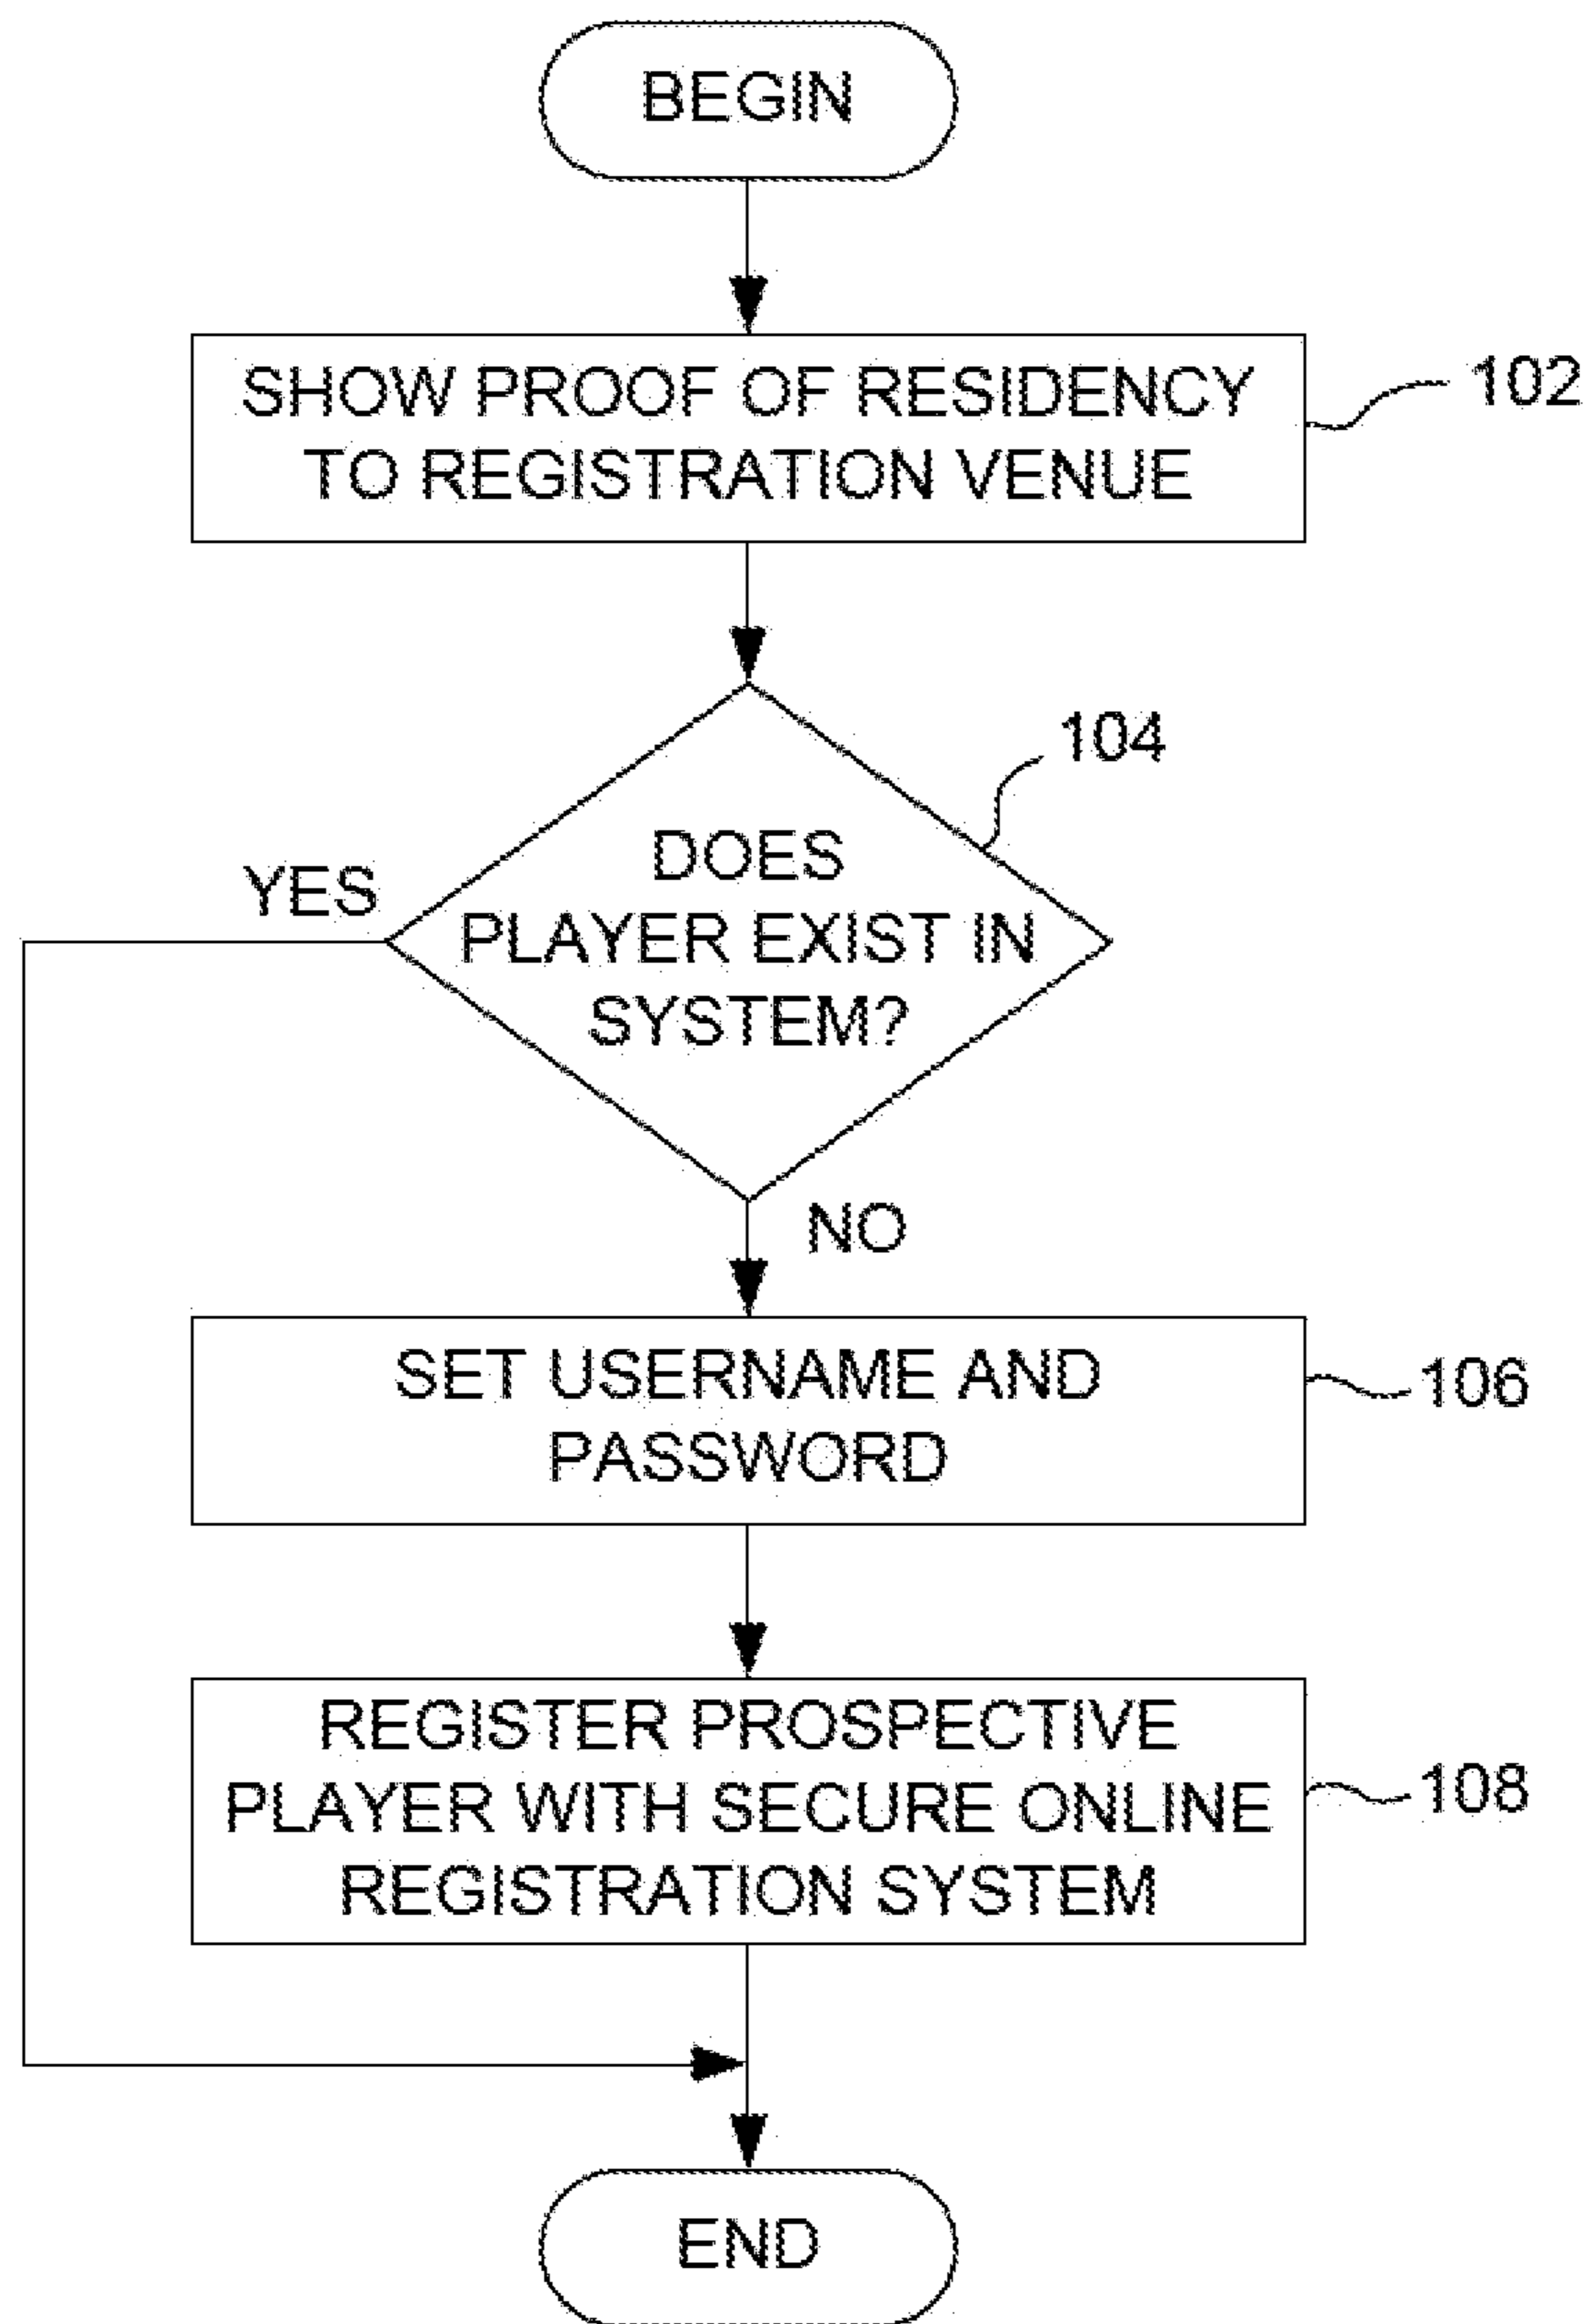 BEGIN
SHOW PROOF OF RESIDENCY
TO REGISTRATION VENUE
102
104
DOES
PLAYER EXIST IN
SYSTEM?
YES
NO
SET USERNAME AND
PASSWORD
106
REGISTER PROSPECTIVE
PLAYER WITH SECURE ONLINE
REGISTRATION SYSTEM
108
END